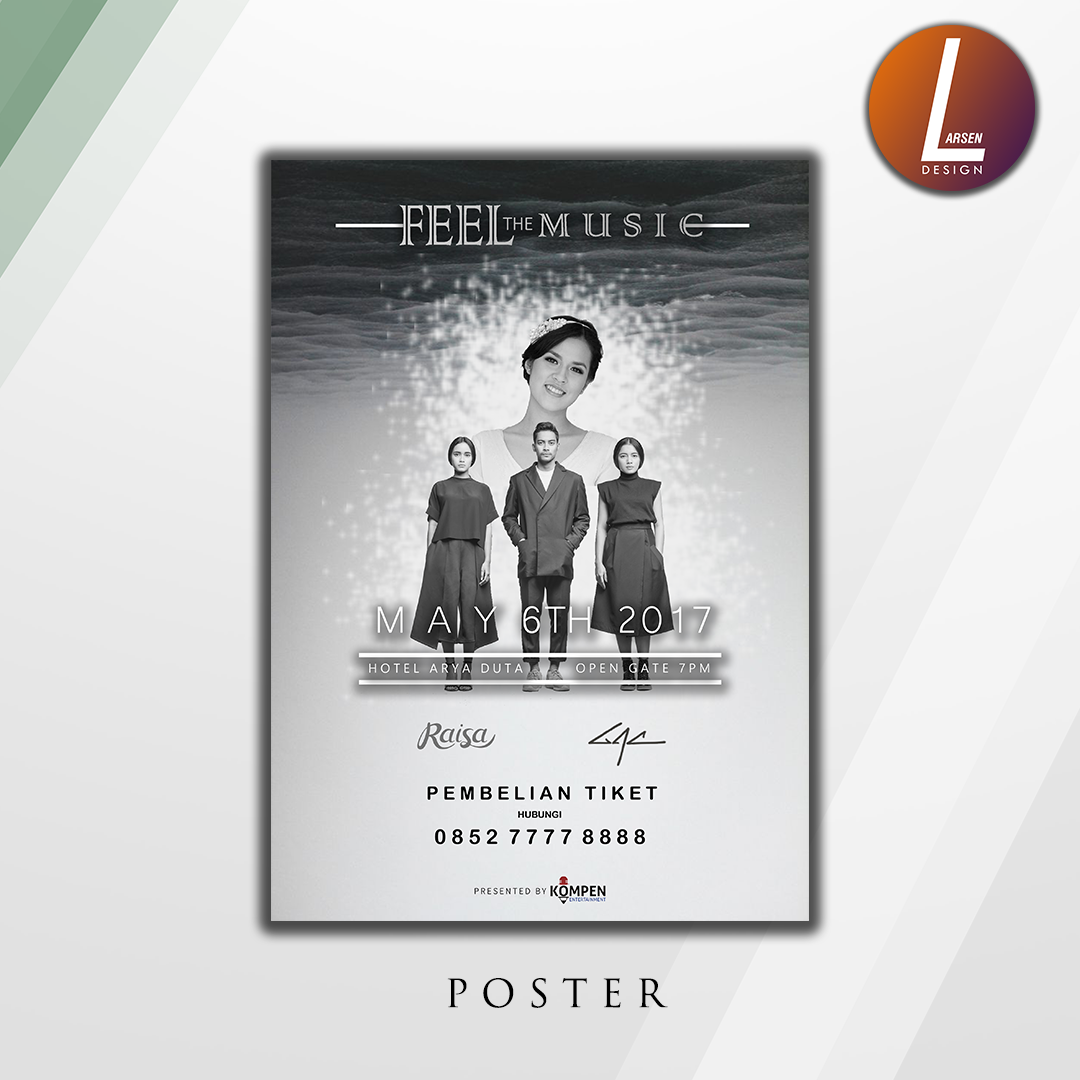 LARSEN
DESIGN
FEEL THE MUSIC
MAY 6TH 2017
HOTEL ARYA DUTA OPEN GATE 7PM
Raisa
PEMBELIAN TIKET
HUBUNGI
0852 7777 8888
PRESENTED BY KOMPEN
ENTERTAINMENT
POSTER